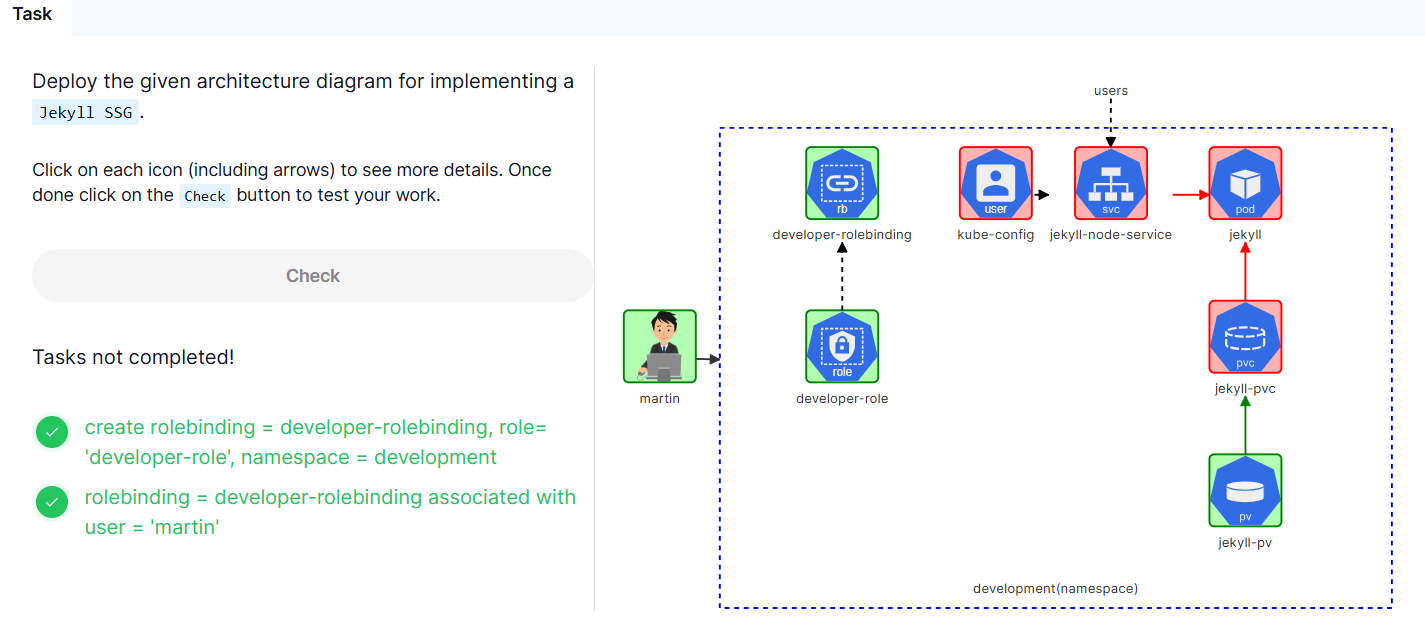 Task
Deploy the given architecture diagram for implementing a
Jekyll SSG.
Click on each icon (including arrows) to see more details. Once
done click on the Check button to test your work.
Check
Tasks not completed!
create rolebinding = developer-rolebinding, role=
'developer-role', namespace = development
rolebinding = developer-rolebinding associated with
user = 'martin'
users
rb
user
svc
pod
developer-rolebinding
kube-config
jekyll-node-service
jekyll
role
pvc
martin
developer-role
jekyll-pvc
pv
jekyll-pv
development(namespace)